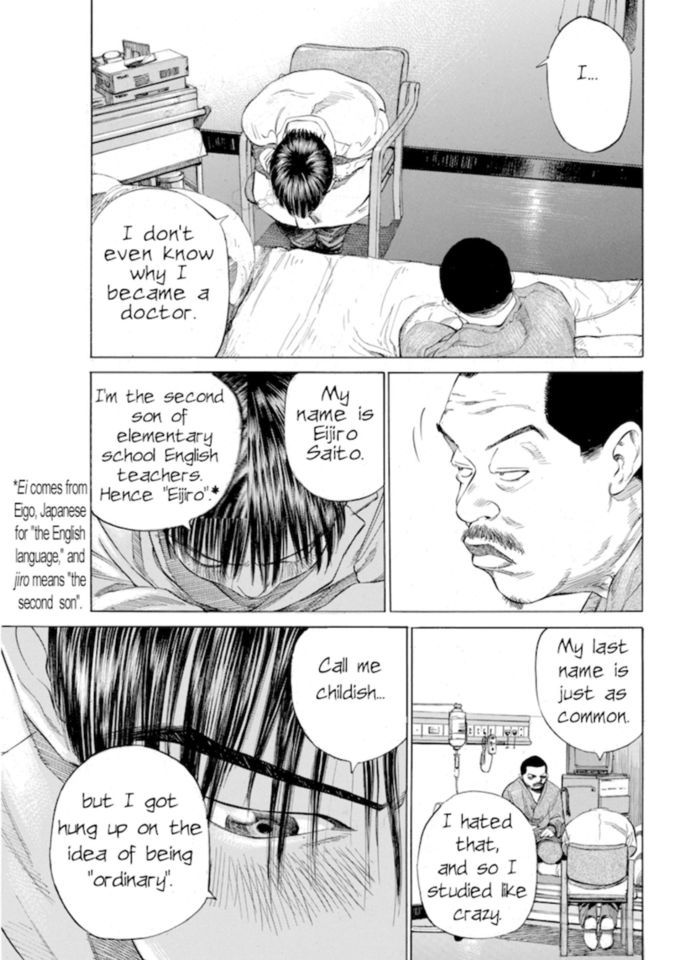 I...
I don't
even know
why I
became a
doctor.
My
name is
Eijiro
Saito.
I'm the second
son of
elementary
school English
teachers.
Hence "Eijiro".*
*Ei comes from
Eigo, Japanese
for "the English
language," and
jiro means "the
second son".
My last
name is
just as
common.
I hated
that,
and so I
studied like
crazy.
Call me
childish...
but I got
hung up on the
idea of being
"ordinary".